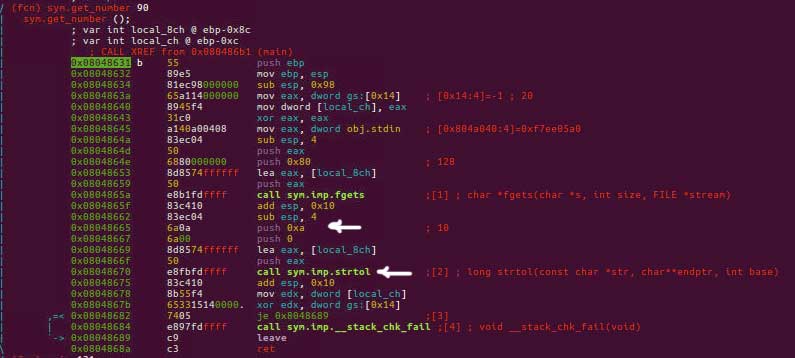 / (fcn) sym.get_number 90
| sym.get_number ();
| ; var int local_8ch @ ebp-0x8c
| ; var int local_ch @ ebp-0xc
| ; CALL XREF from 0x080486b1 (main)
| 0x08048631 b 55 push ebp
| 0x08048632 89e5 mov ebp, esp
| 0x08048634 81ec98000000 sub esp, 0x98
| 0x0804863a 65a114000000 mov eax, dword gs:[0x14] ; [0x14:4]=-1 ; 20
| 0x08048640 8945f4 mov dword [local_ch], eax
| 0x08048643 31c0 xor eax, eax
| 0x08048645 a140a00408 mov eax, dword obj.stdin ; [0x804a040:4]=0xf7ee05a0
| 0x0804864a 83ec04 sub esp, 4
| 0x0804864d 50 push eax
| 0x0804864e 6880000000 push 0x80 ; 128
| 0x08048653 8d8574ffffff lea eax, [local_8ch]
| 0x08048659 50 push eax
| 0x0804865a e8b1fdffff call sym.imp.fgets ;[1] ; char *fgets(char *s, int size, FILE *stream)
| 0x0804865f 83c410 add esp, 0x10
| 0x08048662 83ec04 sub esp, 4
| 0x08048665 6a0a push 0xa ; 10
| 0x08048667 6a00 push 0
| 0x08048669 8d8574ffffff lea eax, [local_8ch]
| 0x0804866f 50 push eax
| 0x08048670 e8fbfdffff call sym.imp.strtol ;[2] ; long strtol(const char *str, char**endptr, int base)
| 0x08048675 83c410 add esp, 0x10
| 0x08048678 8b55f4 mov edx, dword [local_ch]
| 0x0804867b 653315140000. xor edx, dword gs:[0x14]
| ,=< 0x08048682 7405 je 0x8048689 ;[3]
| | 0x08048684 e897fdffff call sym.imp.__stack_chk_fail ;[4] ; void __stack_chk_fail(void)
| `-> 0x08048689 c9 leave
\ 0x0804868a c3 ret